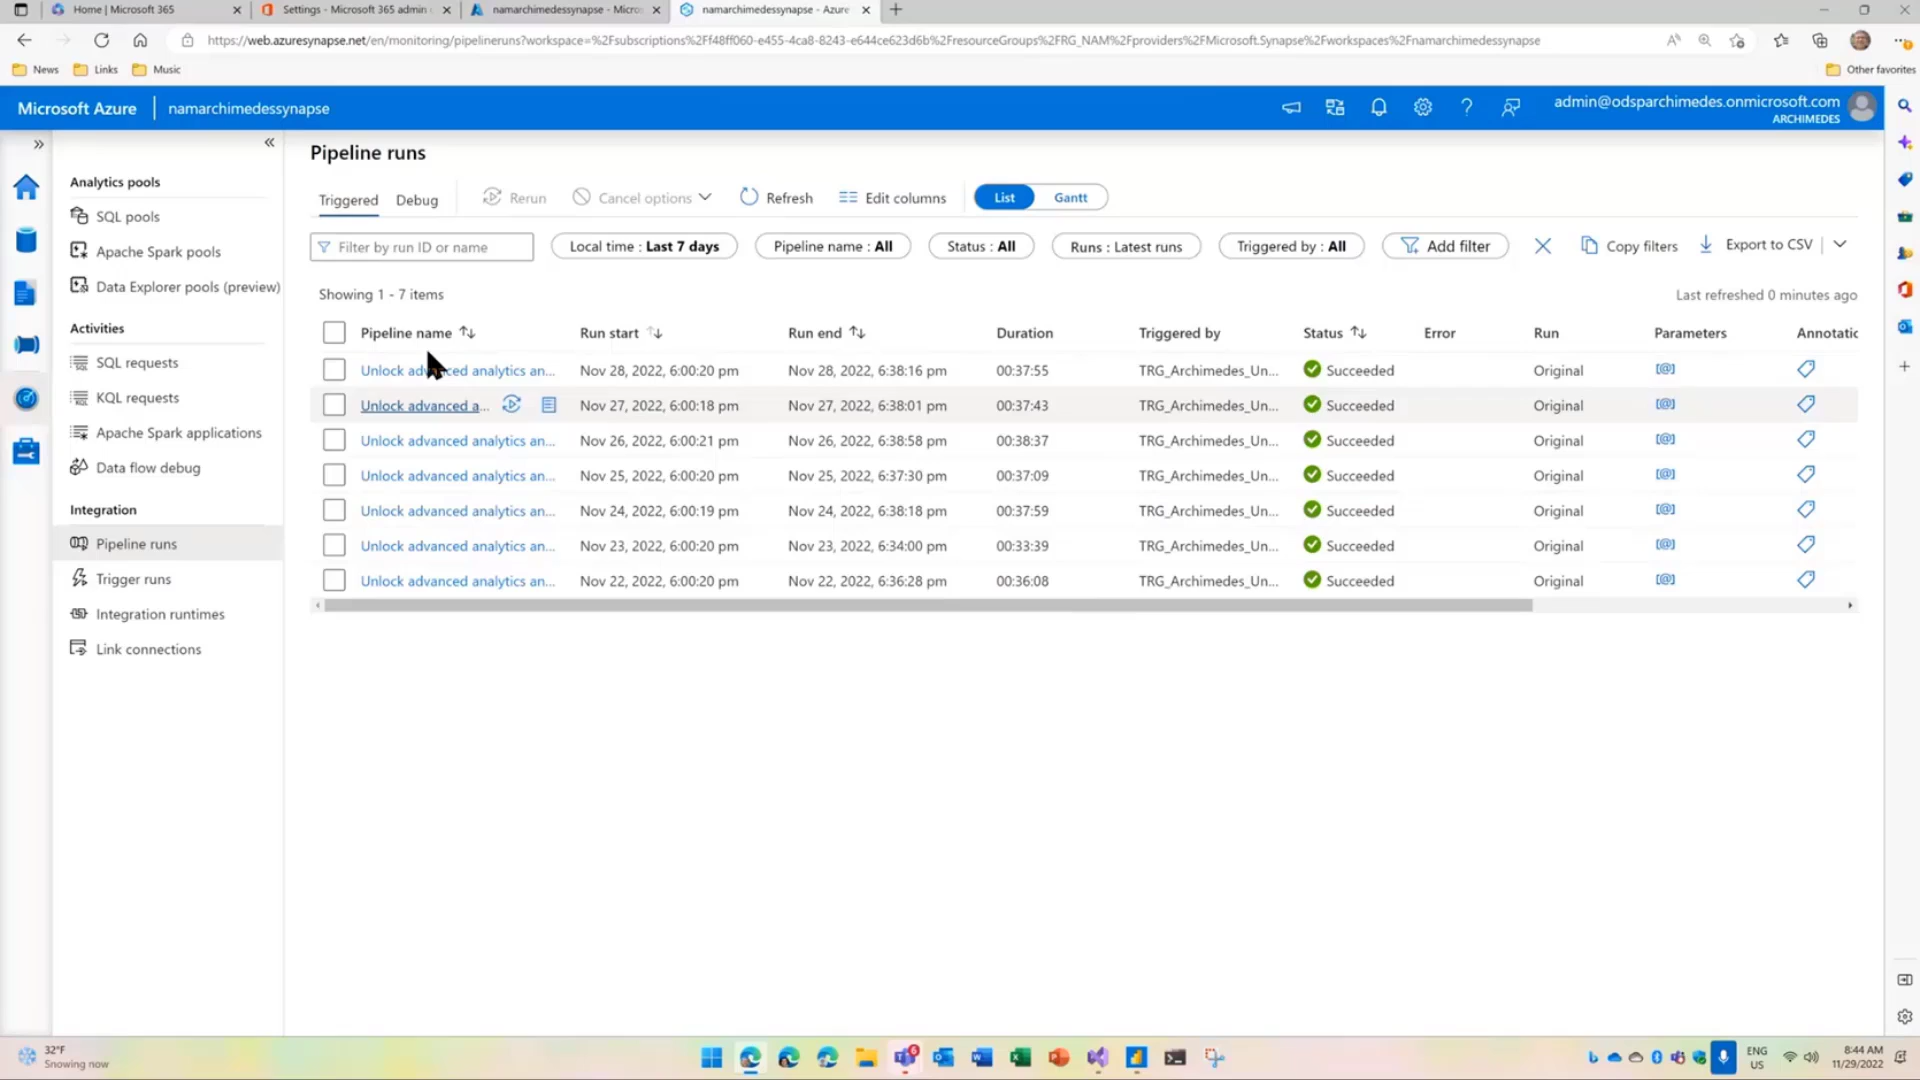 Home | Microsoft 365
Settings - Microsoft 365 admin
namarchimedessynapse - Micro
namarchimedessynapse - Azure
https://web.azuresynapse.net/en/monitoring/pipelineruns?workspace=%2Fsubscriptions%2Ff48ff060-e455-4ca8-8243-e644ce623d6b%2FresourceGroups%2FRG_NAM%2Fproviders%2FMicrosoft.Synapse%2Fworkspaces%2Fnamarchimedessynapse
News Links Music Other favorites
Microsoft Azure namarchimedessynapse
admin@odsparchimedes.onmicrosoft.com
ARCHIMEDES
Analytics pools
SQL pools
Apache Spark pools
Data Explorer pools (preview)
Activities
SQL requests
KQL requests
Apache Spark applications
Data flow debug
Integration
Pipeline runs
Trigger runs
Integration runtimes
Link connections
Pipeline runs
Triggered Debug Rerun Cancel options Refresh Edit columns List Gantt
Filter by run ID or name Local time : Last 7 days Pipeline name : All Status : All Runs : Latest runs Triggered by : All Add filter Copy filters Export to CSV
Showing 1 - 7 items Last refreshed 0 minutes ago
Pipeline name Run start Run end Duration Triggered by Status Error Run Parameters Annotatio
Unlock advanced analytics an... Nov 28, 2022, 6:00:20 pm Nov 28, 2022, 6:38:16 pm 00:37:55 TRG_Archimedes_Un... Succeeded Original [@]
Unlock advanced a... Nov 27, 2022, 6:00:18 pm Nov 27, 2022, 6:38:01 pm 00:37:43 TRG_Archimedes_Un... Succeeded Original [@]
Unlock advanced analytics an... Nov 26, 2022, 6:00:21 pm Nov 26, 2022, 6:38:58 pm 00:38:37 TRG_Archimedes_Un... Succeeded Original [@]
Unlock advanced analytics an... Nov 25, 2022, 6:00:20 pm Nov 25, 2022, 6:37:30 pm 00:37:09 TRG_Archimedes_Un... Succeeded Original [@]
Unlock advanced analytics an... Nov 24, 2022, 6:00:19 pm Nov 24, 2022, 6:38:18 pm 00:37:59 TRG_Archimedes_Un... Succeeded Original [@]
Unlock advanced analytics an... Nov 23, 2022, 6:00:20 pm Nov 23, 2022, 6:34:00 pm 00:33:39 TRG_Archimedes_Un... Succeeded Original [@]
Unlock advanced analytics an... Nov 22, 2022, 6:00:20 pm Nov 22, 2022, 6:36:28 pm 00:36:08 TRG_Archimedes_Un... Succeeded Original [@]
32°F
Snowing now
ENG
US
8:44 AM
11/29/2022